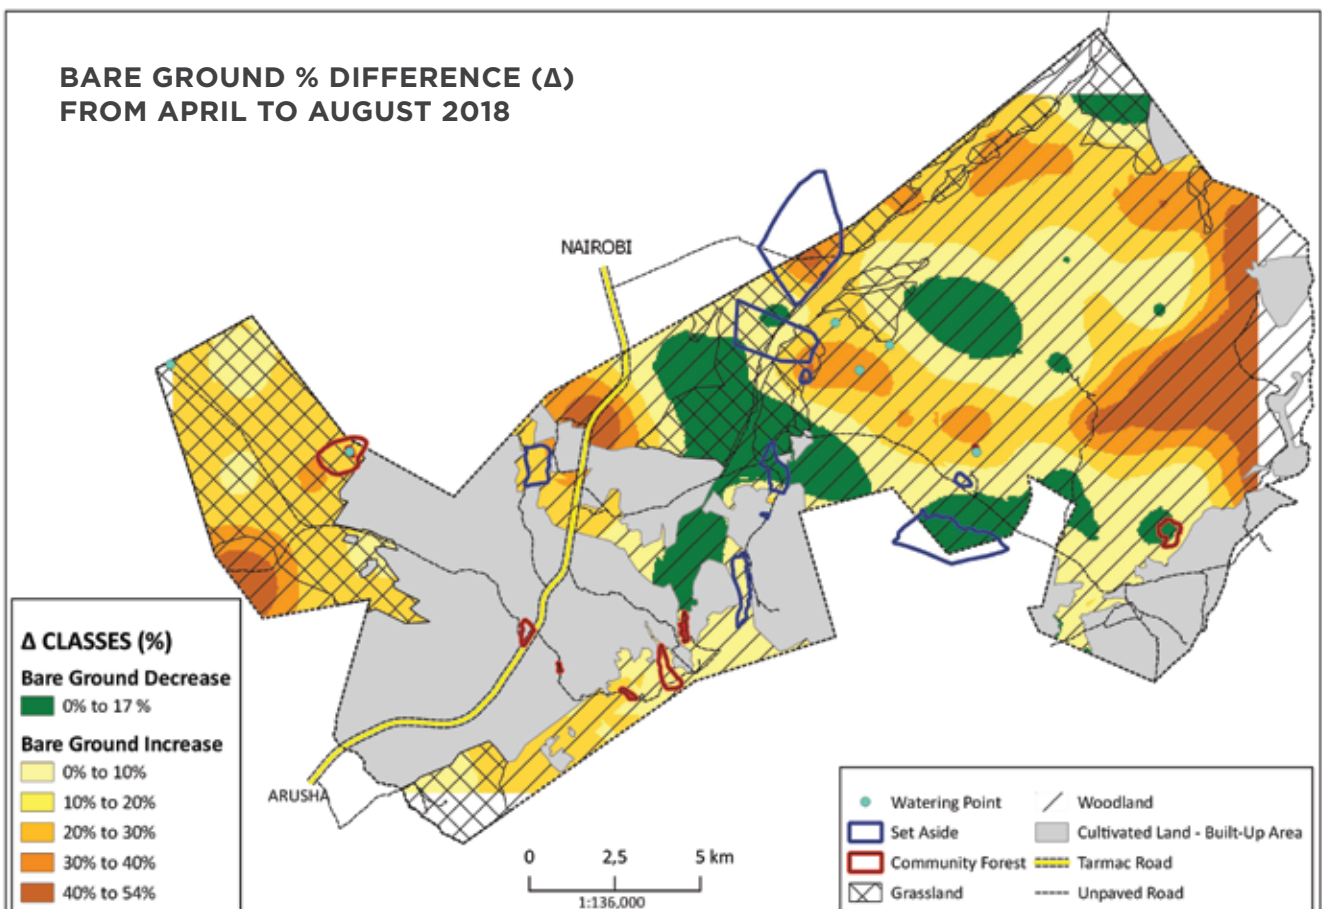 BARE GROUND % DIFFERENCE (Δ)
FROM APRIL TO AUGUST 2018
NAIROBI
ARUSHA
Δ CLASSES (%)
Bare Ground Decrease
0% to 17 %
Bare Ground Increase
0% to 10%
10% to 20%
20% to 30%
30% to 40%
40% to 54%
0 2,5 5 km
1:136,000
Watering Point
Set Aside
Community Forest
Grassland
Woodland
Cultivated Land - Built-Up Area
Tarmac Road
Unpaved Road